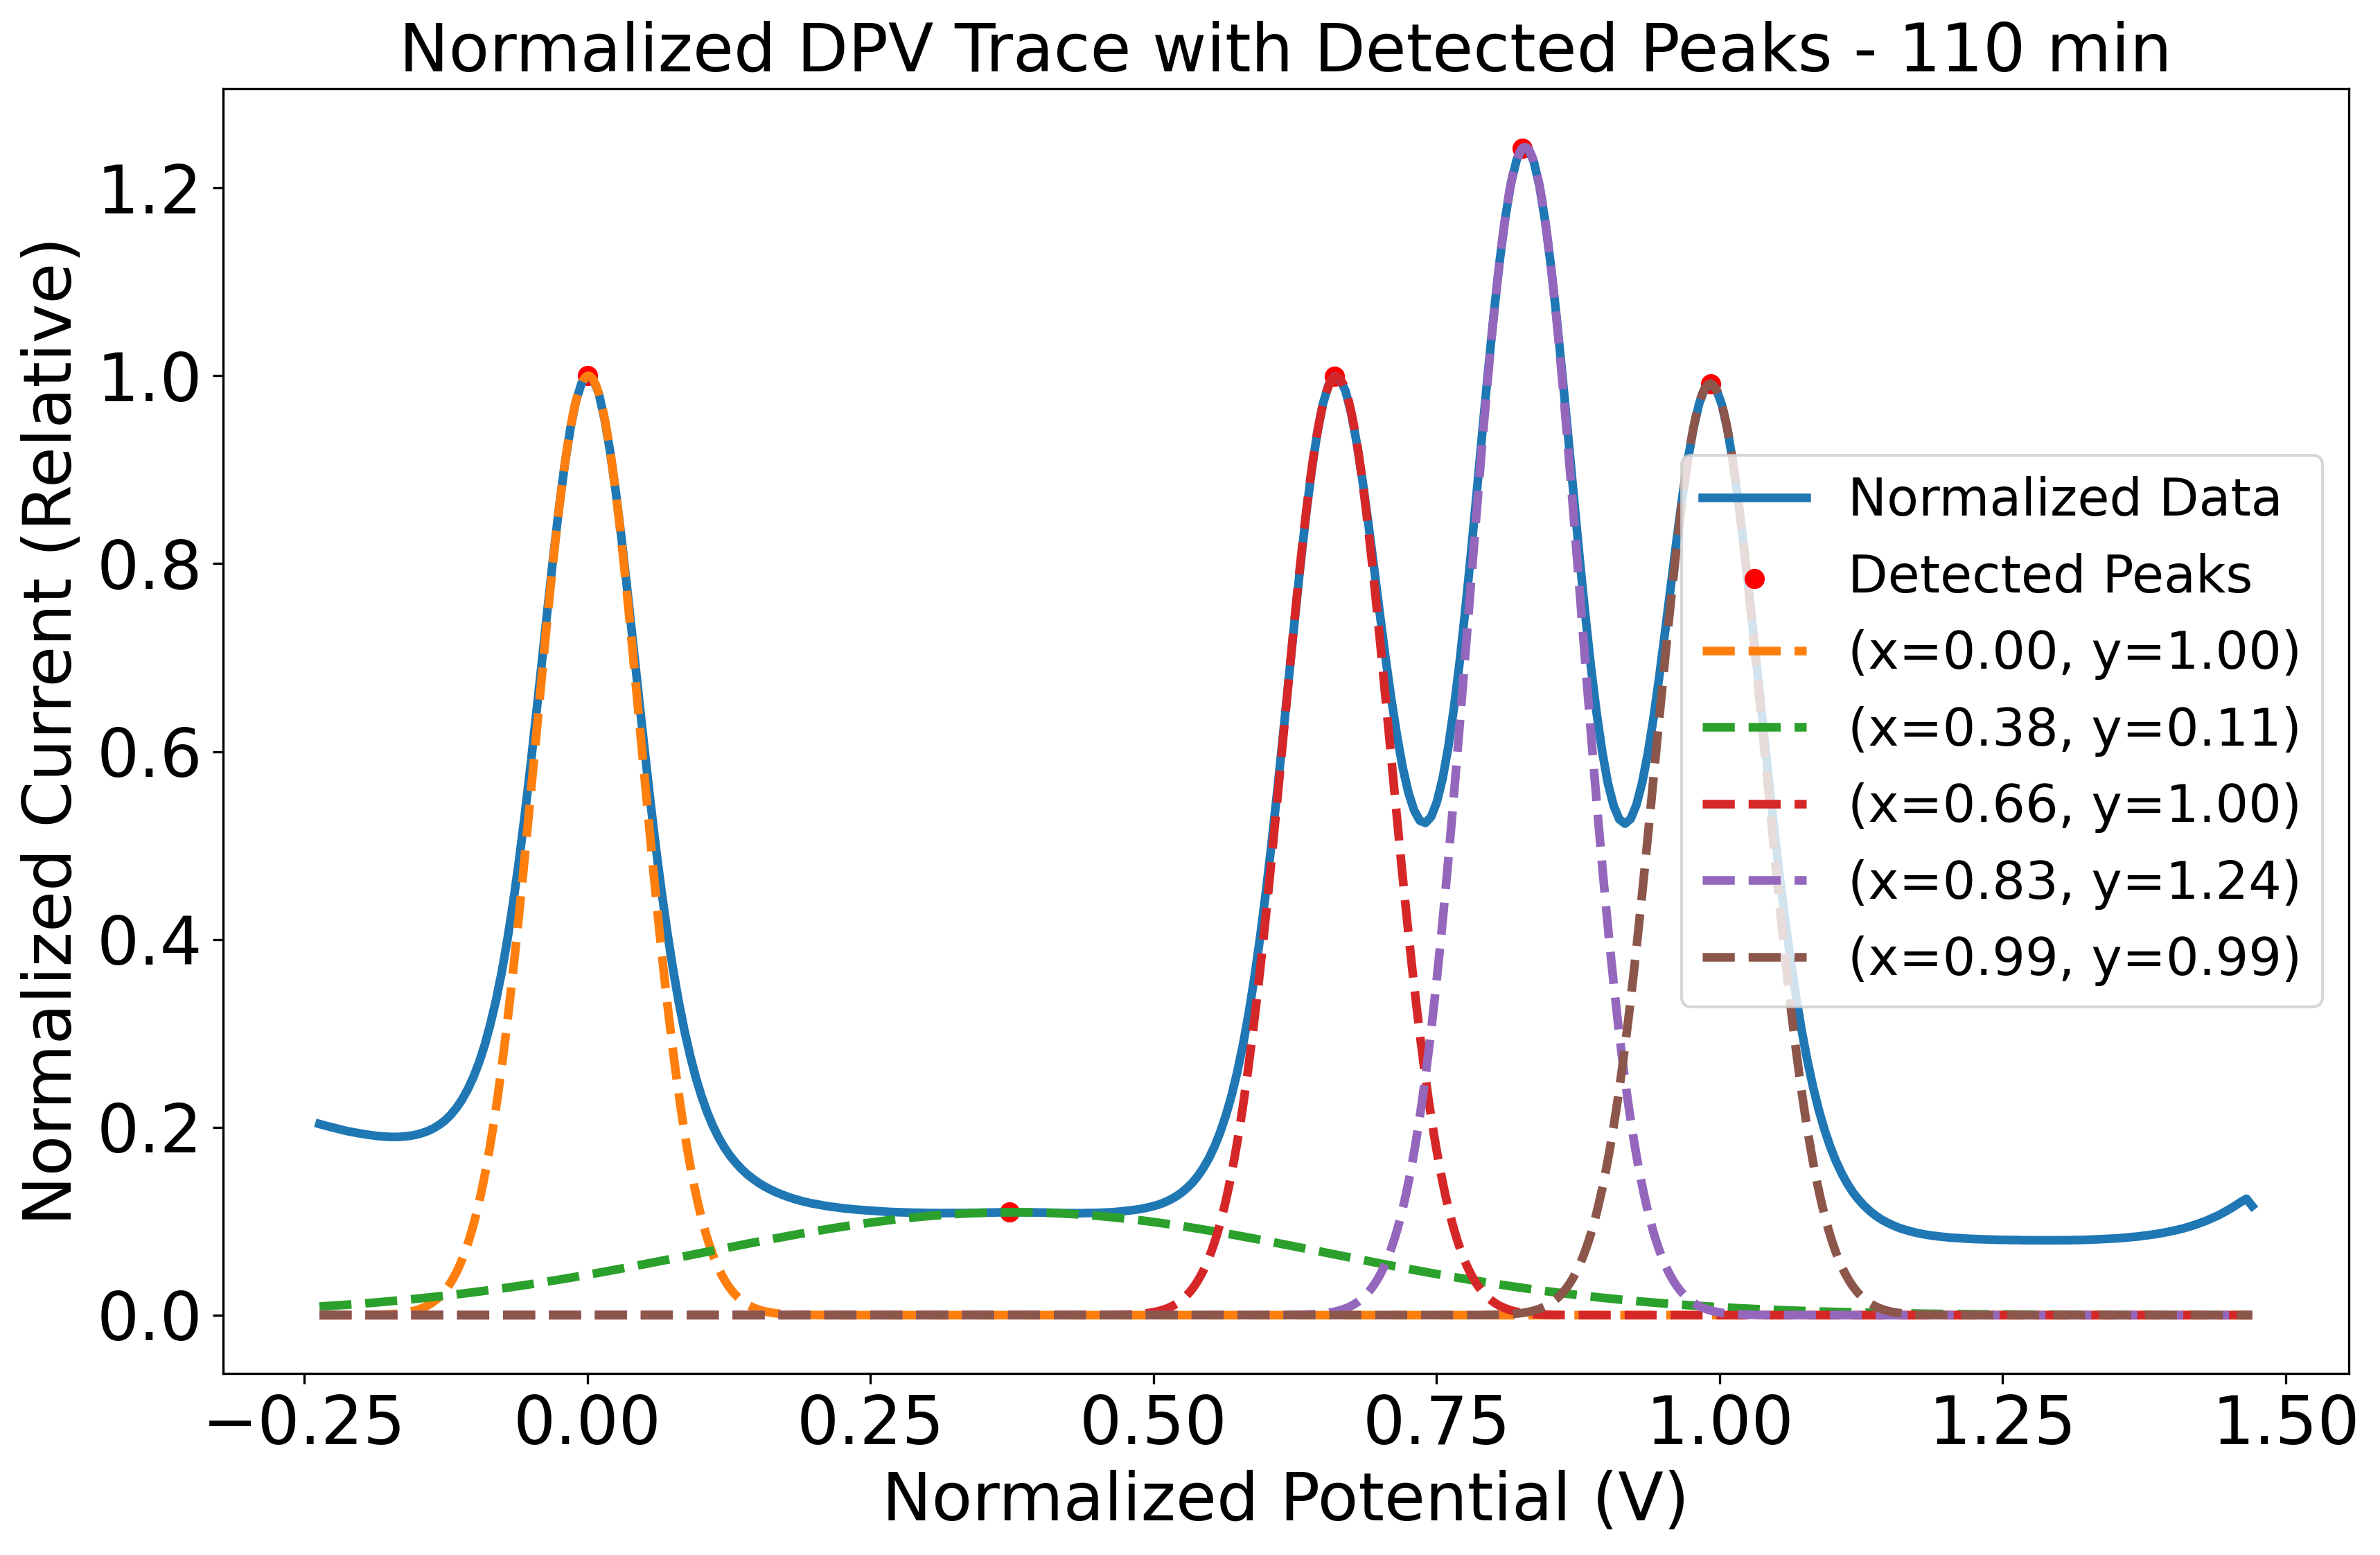 Normalized DPV Trace with Detected Peaks - 110 min
Normalized Current (Relative)
1.2
1.0
0.8
0.6
0.4
0.2
0.0
Normalized Data
Detected Peaks
(x=0.00, y=1.00)
(x=0.38, y=0.11)
(x=0.66, y=1.00)
(x=0.83, y=1.24)
(x=0.99, y=0.99)
−0.25 0.00 0.25 0.50 0.75 1.00 1.25 1.50
Normalized Potential (V)